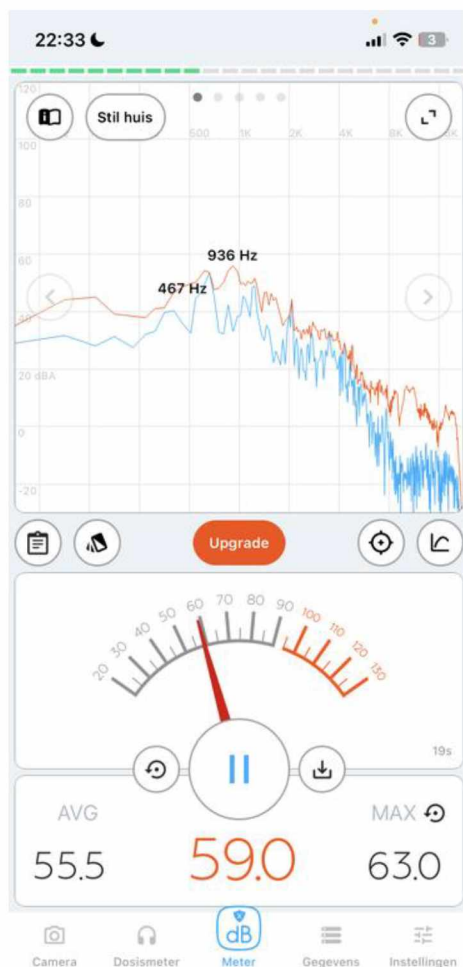 22:33
3
120
Stil huis
500 1K 2K 4K 8K
100
80
60
936 Hz
467 Hz
40
20 dBA
0
-20
Upgrade
20 30 40 50 60 70 80 90 100 110 120 130
19s
AVG
MAX
55.5
59.0
63.0
dB
Camera Dosismeter Meter Gegevens Instellingen